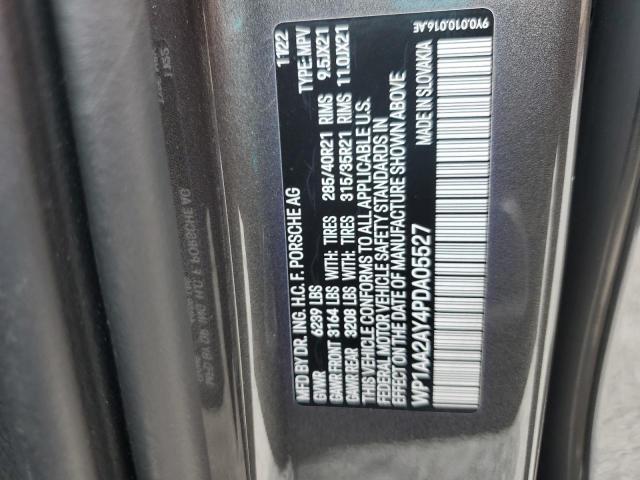 MFD BY DR. ING. H.C. F. PORSCHE AG 11 22
GVWR 6239 LBS TYPE: MPV
GWR FRONT 3164 LBS WITH: TIRES 285/40R21 RIMS 9.5JX21
GWR REAR 3208 LBS WITH: TIRES 315/35R21 RIMS 11.0JX21
THIS VEHICLE CONFORMS TO ALL APPLICABLE U.S.
FEDERAL MOTOR VEHICLE SAFETY STANDARDS IN
EFFECT ON THE DATE OF MANUFACTURE SHOWN ABOVE
WP1AA2AY4PDA05527 MADE IN SLOVAKIA
9Y0.010.016.AE